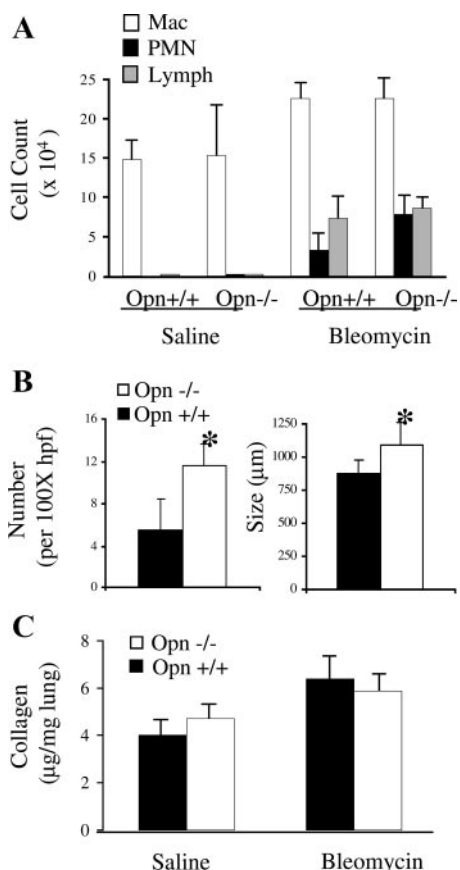 A
Mac
PMN
Lymph
Cell Count
(x 10⁴)
25
20
15
10
5
0
Opn+/+ Opn-/- Opn+/+ Opn-/-
Saline Bleomycin
B
Opn -/-
Opn +/+
Number
(per 100X hpf)
16
12
8
4
0
*
Size (µm)
1250
1000
750
500
250
0
*
C
Opn -/-
Opn +/+
Collagen
(µg/mg lung)
8
6
4
2
0
Saline Bleomycin